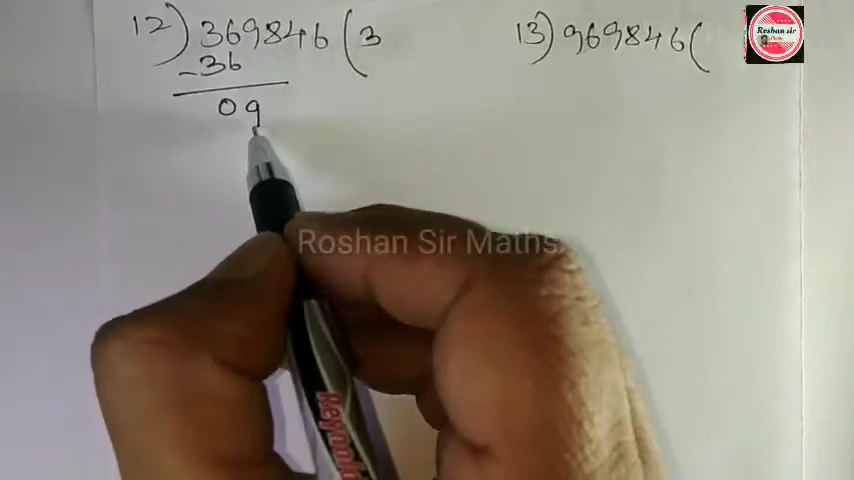 12) 369846 (3
-36
09
13) 969846 (
Roshan sir
Roshan Sir Maths